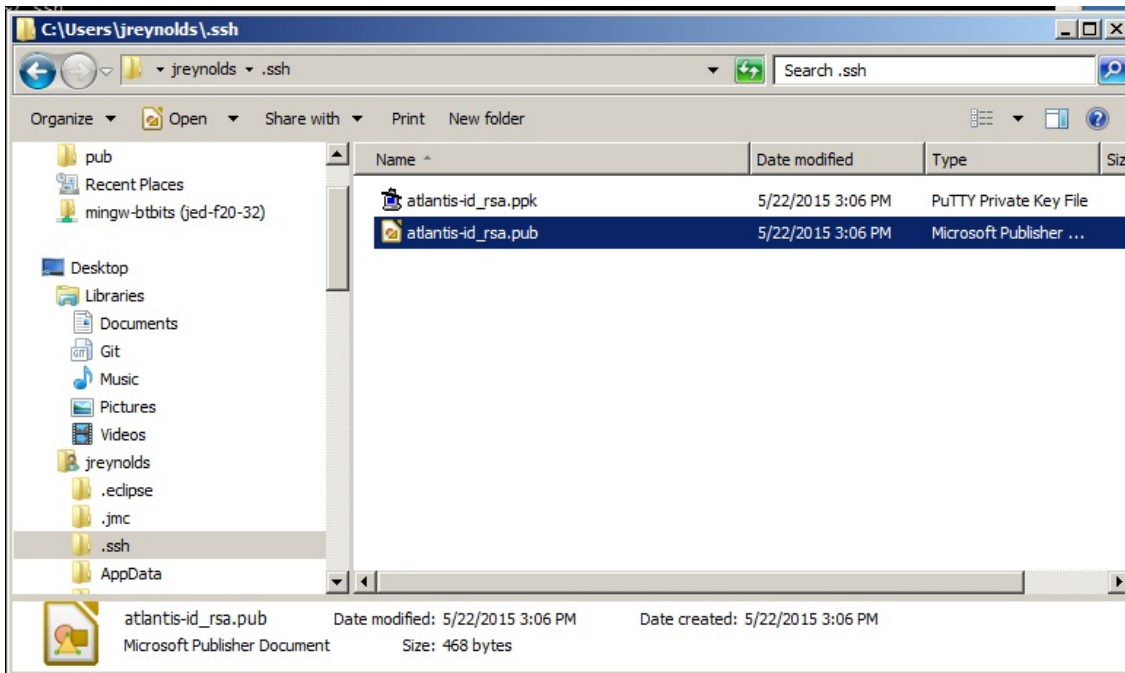 C:\Users\jreynolds\.ssh
jreynolds .ssh
Search .ssh
Organize Open Share with Print New folder
Name Date modified Type Siz
pub
Recent Places
mingw-btbits (jed-f20-32)
Desktop
Libraries
Documents
Git
Music
Pictures
Videos
jreynolds
.eclipse
.jmc
.ssh
AppData
atlantis-id_rsa.ppk 5/22/2015 3:06 PM PuTTY Private Key File
atlantis-id_rsa.pub 5/22/2015 3:06 PM Microsoft Publisher ...
atlantis-id_rsa.pub Date modified: 5/22/2015 3:06 PM Date created: 5/22/2015 3:06 PM
Microsoft Publisher Document Size: 468 bytes